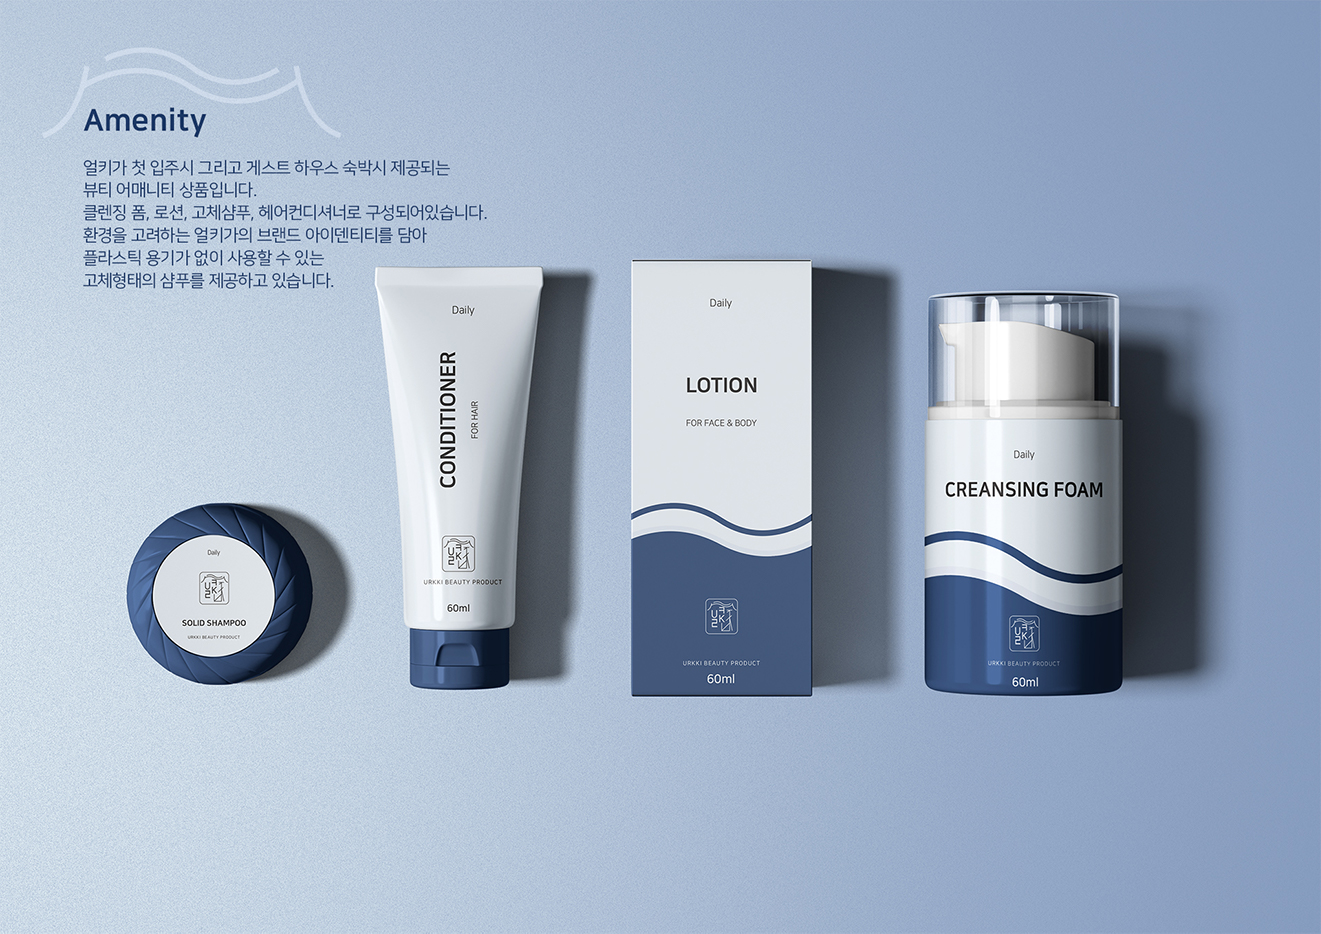 Amenity
얼키가 첫 입주시 그리고 게스트 하우스 숙박시 제공되는
뷰티 어매니티 상품입니다.
클렌징 폼, 로션, 고체샴푸, 헤어컨디셔너로 구성되어있습니다.
환경을 고려하는 얼키가의 브랜드 아이덴티티를 담아
플라스틱 용기가 없이 사용할 수 있는
고체형태의 샴푸를 제공하고 있습니다.
Daily
SOLID SHAMPOO
URKKI BEAUTY PRODUCT
Daily
CONDITIONER
FOR HAIR
URKKI BEAUTY PRODUCT
60ml
Daily
LOTION
FOR FACE & BODY
URKKI BEAUTY PRODUCT
60ml
Daily
CREANSING FOAM
URKKI BEAUTY PRODUCT
60ml